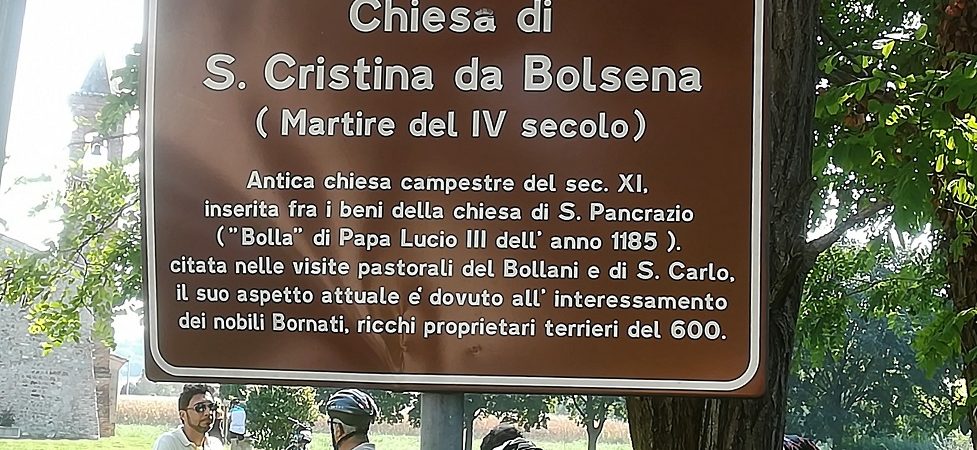 Chiesa di
S. Cristina da Bolsena
( Martire del IV secolo)
Antica chiesa campestre del sec. XI,
inserita fra i beni della chiesa di S. Pancrazio
("Bolla" di Papa Lucio III dell' anno 1185 ).
citata nelle visite pastorali del Bollani e di S. Carlo,
il suo aspetto attuale e' dovuto all' interessamento
dei nobili Bornati, ricchi proprietari terrieri del 600.